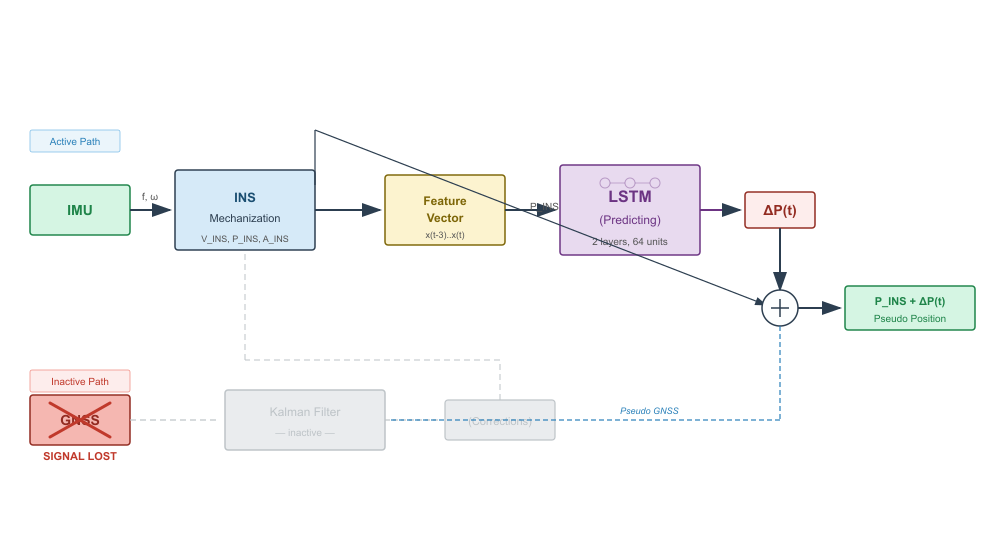 Active Path
IMU
f, ω
INS
Mechanization
V_INS, P_INS, A_INS
Feature
Vector
x(t-3)..x(t)
P_INS
LSTM
(Predicting)
2 layers, 64 units
ΔP(t)
P_INS + ΔP(t)
Pseudo Position
Inactive Path
GNSS
SIGNAL LOST
Kalman Filter
— inactive —
(Corrections)
Pseudo GNSS